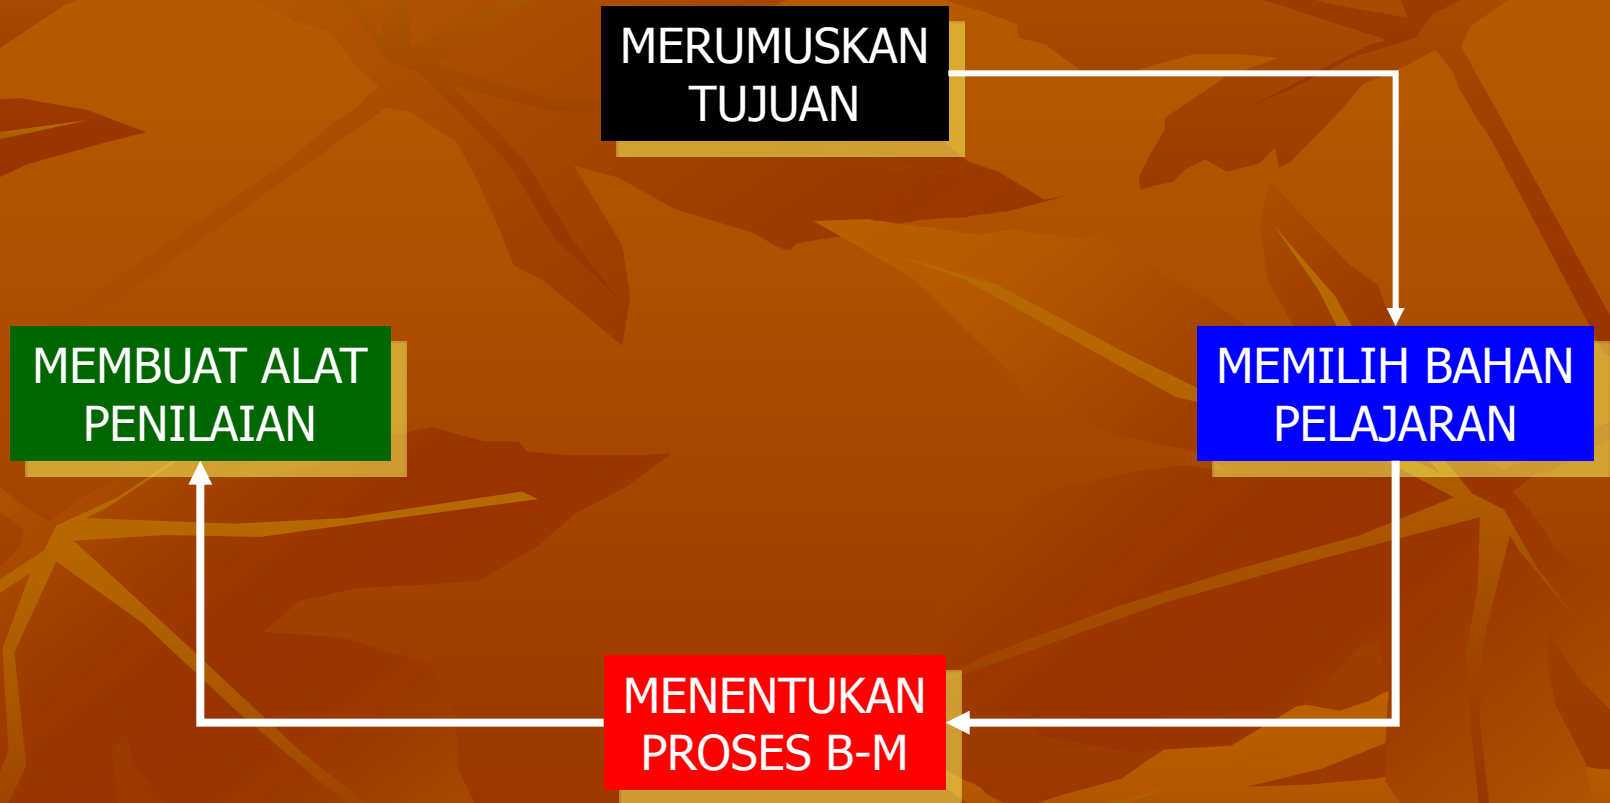 MERUMUSKAN
TUJUAN
MEMBUAT ALAT
PENILAIAN
MEMILIH BAHAN
PELAJARAN
MENENTUKAN
PROSES B-M